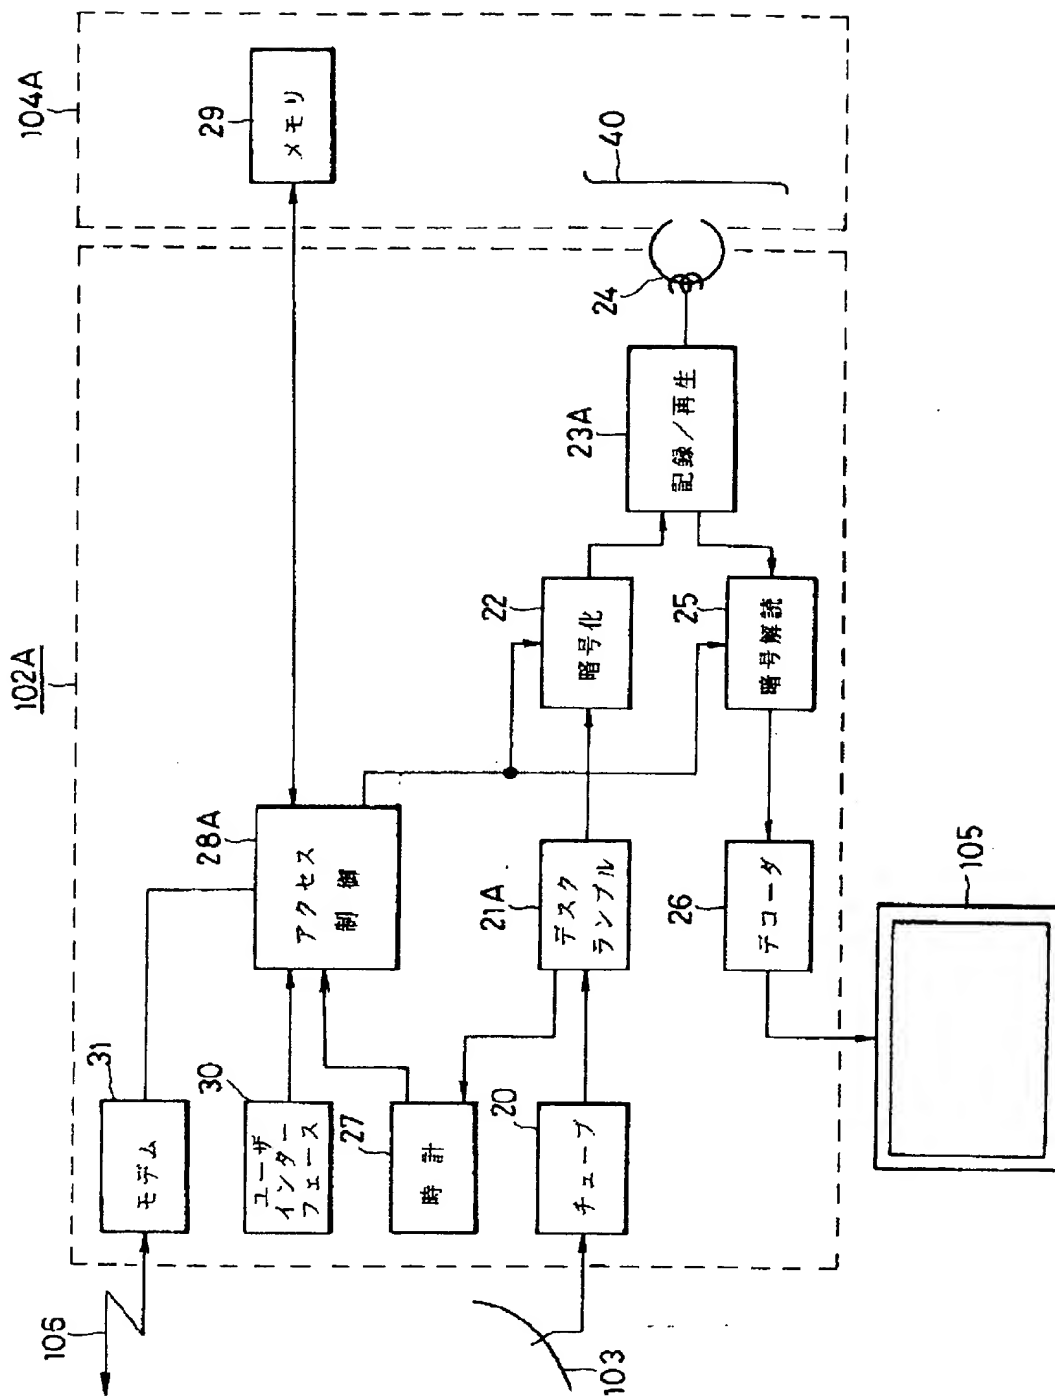 106
102A
104A
31
モデム
30
ユーザ
インター
フェース
28A
アクセス
制御
29
メモリ
27
時計
20
チューブ
21A
デスク
ランブル
22
暗号化
23A
記録/再生
24
40
103
26
デコーダ
25
暗号解読
105